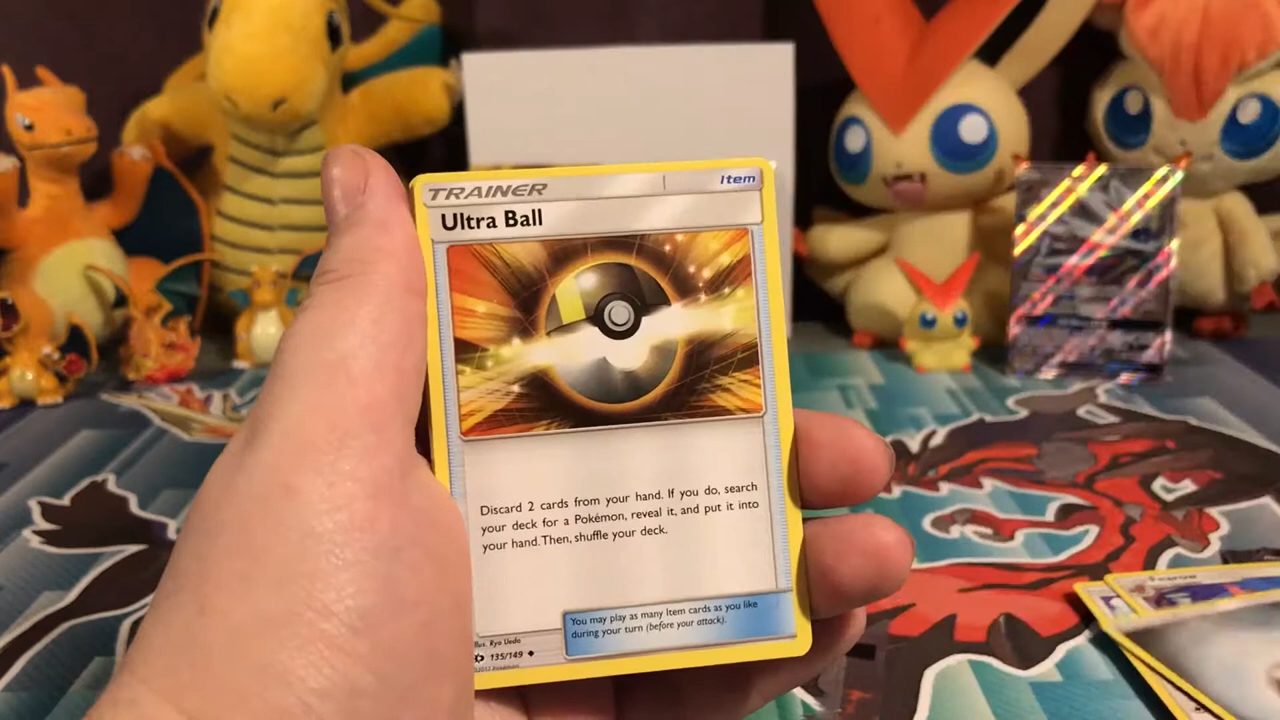 TRAINER
Item
Ultra Ball
Discard 2 cards from your hand. If you do, search
your deck for a Pokémon, reveal it, and put it into
your hand. Then, shuffle your deck.
You may play as many Item cards as you like
during your turn (before your attack).
Illus. Ryo Ueda
135/149